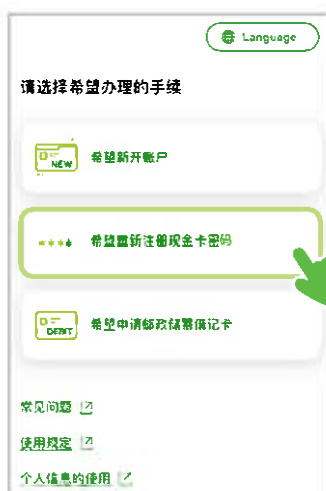 Language
请选择希望办理的手续
NEW
希望新开账户
****
希望重新注册现金卡密码
DEBIT
希望申请邮政储蓄借记卡
常见问题
使用规定
个人信息的使用